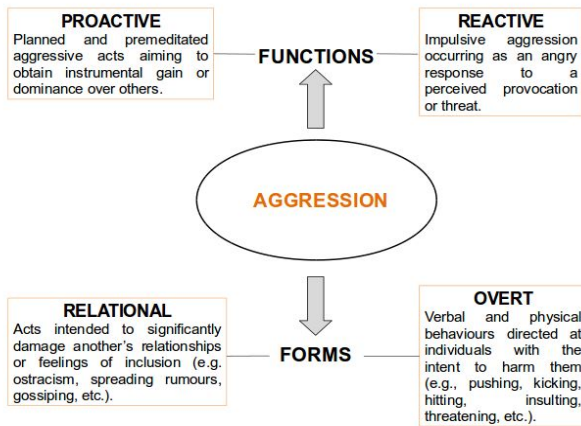 PROACTIVE
Planned and premeditated
aggressive acts aiming to
obtain instrumental gain or
dominance over others.
FUNCTIONS
REACTIVE
Impulsive aggression
occurring as an angry
response to a
perceived provocation
or threat.
AGGRESSION
RELATIONAL
Acts intended to significantly
damage another's relationships
or feelings of inclusion (e.g.
ostracism, spreading rumours,
gossiping, etc.).
FORMS
OVERT
Verbal and physical
behaviours directed at
individuals with the
intent to harm them
(e.g., pushing, kicking,
hitting, insulting,
threatening, etc.).